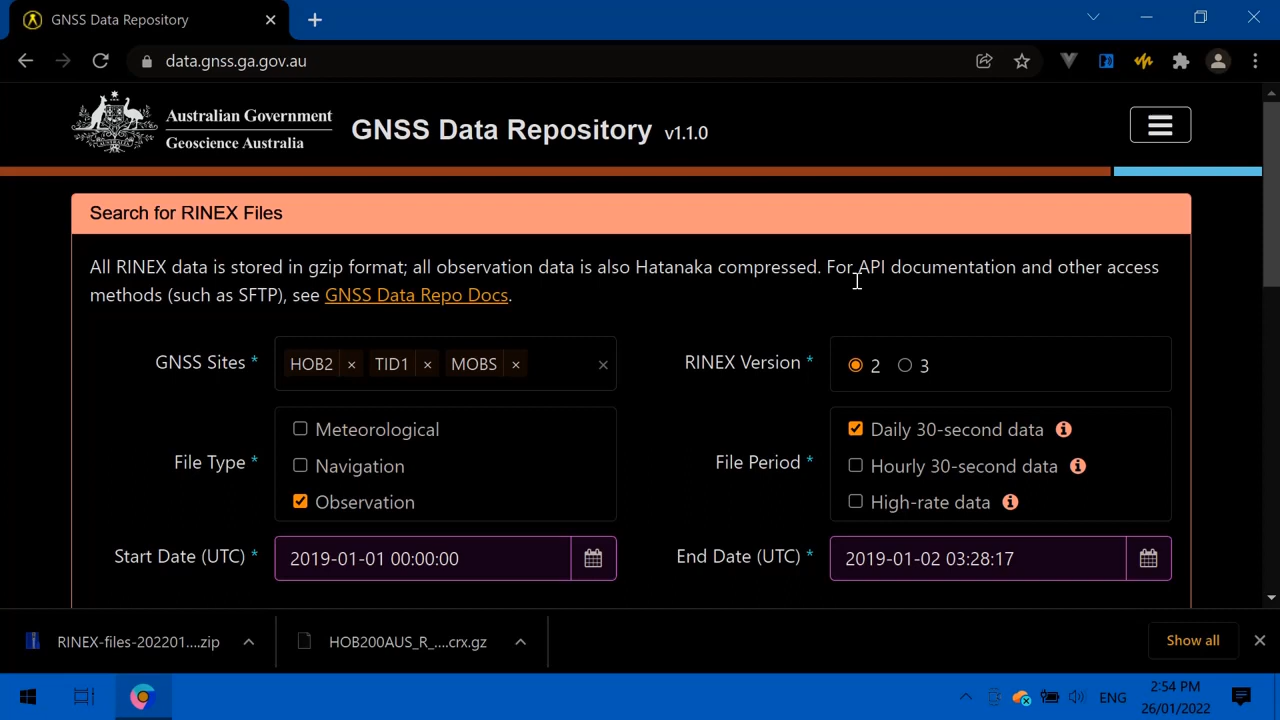 GNSS Data Repository
data.gnss.ga.gov.au
Australian Government
Geoscience Australia
GNSS Data Repository v1.1.0
Search for RINEX Files
All RINEX data is stored in gzip format; all observation data is also Hatanaka compressed. For API documentation and other access
methods (such as SFTP), see GNSS Data Repo Docs.
GNSS Sites * HOB2 × TID1 × MOBS × ×
RINEX Version * 2 3
File Type *
Meteorological
Navigation
Observation
File Period *
Daily 30-second data
Hourly 30-second data
High-rate data
Start Date (UTC) * 2019-01-01 00:00:00
End Date (UTC) * 2019-01-02 03:28:17
RINEX-files-202201....zip
HOB200AUS_R_....crx.gz
Show all
ENG
2:54 PM
26/01/2022